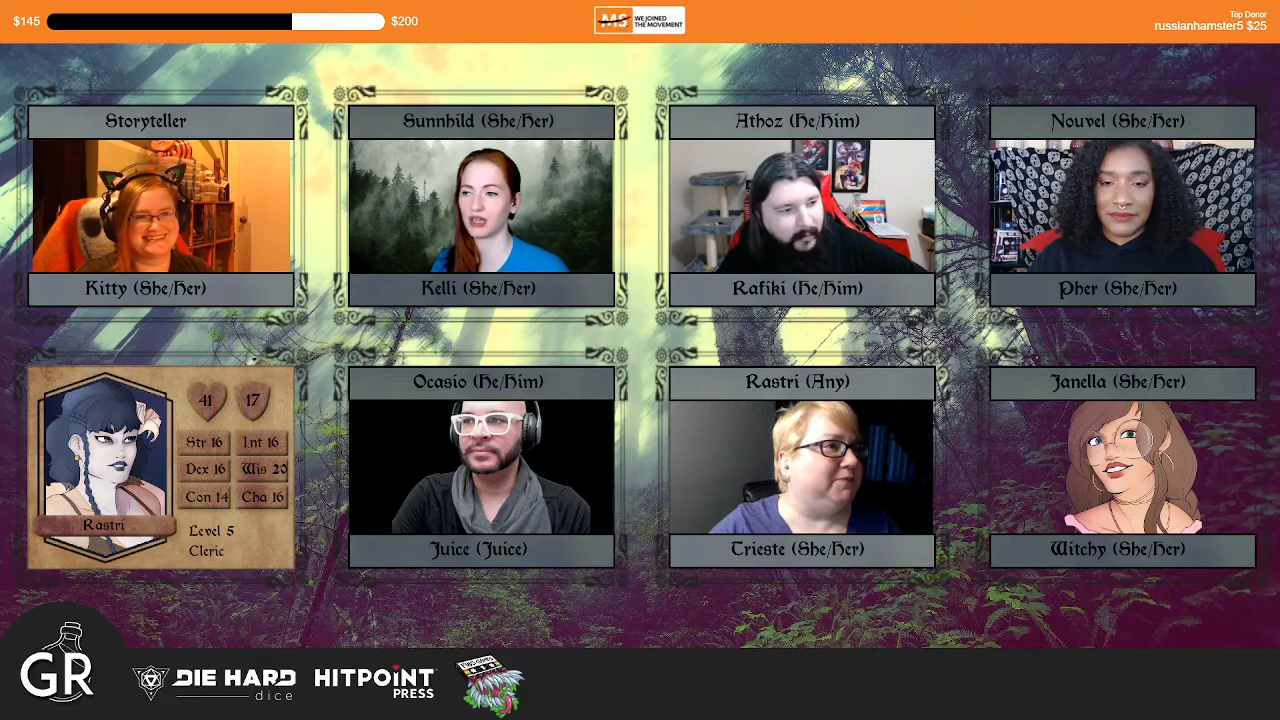 $145
$200
MS
WE JOINED
THE MOVEMENT
Top Donor
russianhamster5 $25
Storyteller
Sunnhild (She/Her)
Athoz (He/Him)
Nouvel (She/Her)
Kitty (She/Her)
Kelli (She/Her)
Rafiki (He/Him)
Pher (She/Her)
41
17
Str 16
Int 16
Dex 16
Wis 20
Con 14
Cha 16
Rastri
Level 5
Cleric
Ocasio (He/Him)
Rastri (Any)
Janella (She/Her)
Juice (Juice)
Trieste (She/Her)
Witchy (She/Her)
GR
DIE HARD
dice
HITPOINT
PRESS